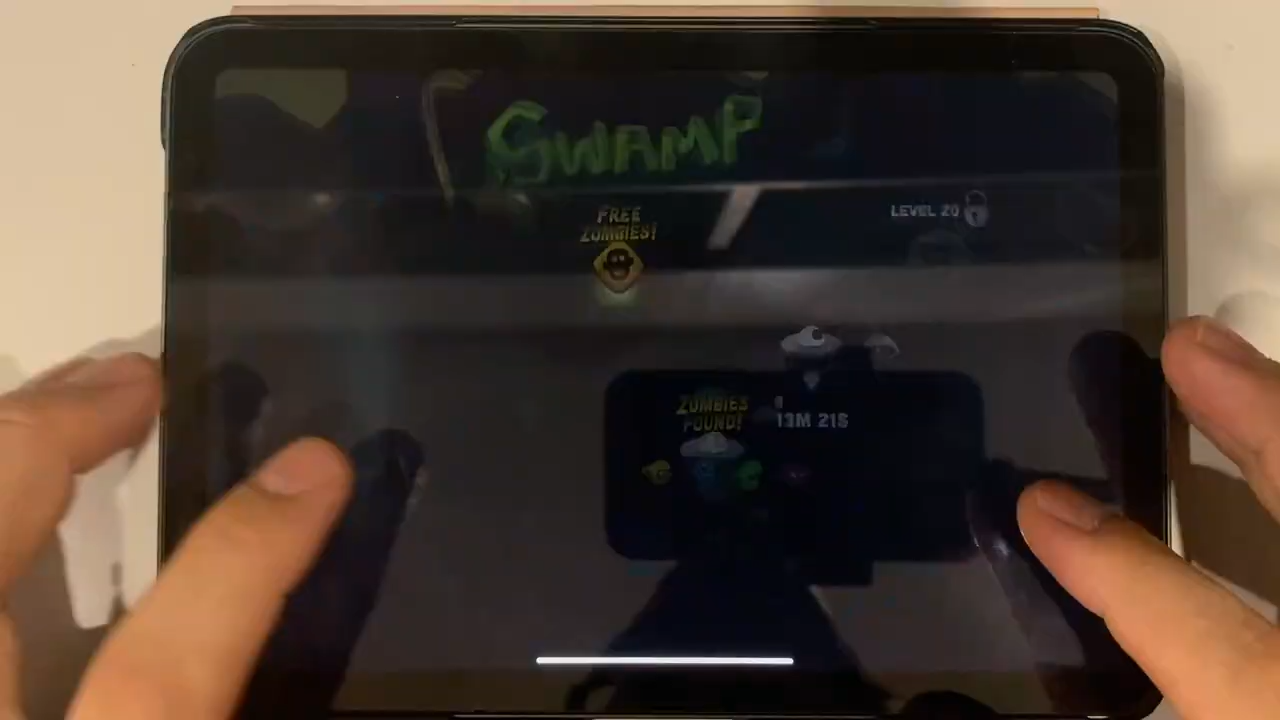 SWAMP
FREE
ZOMBIES!
LEVEL 20
ZOMBIES
FOUND!
13M 21S